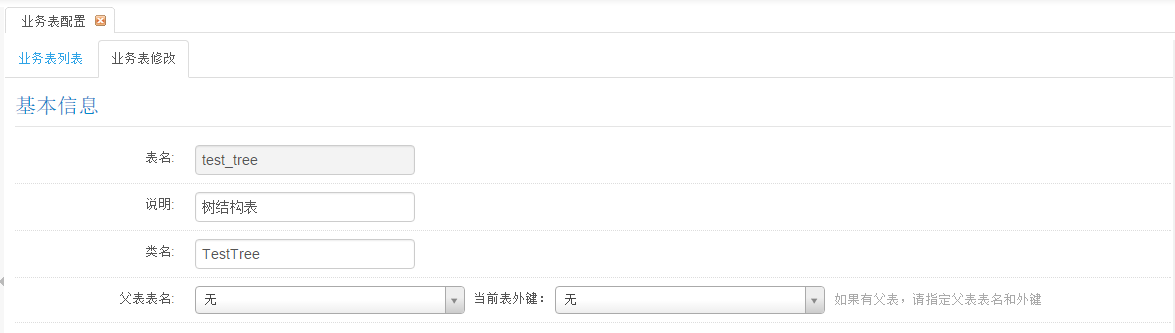 业务表配置
业务表列表 业务表修改
基本信息
表名: test_tree
说明: 树结构表
类名: TestTree
父表表名: 无 当前表外键： 无 如果有父表，请指定父表表名和外键